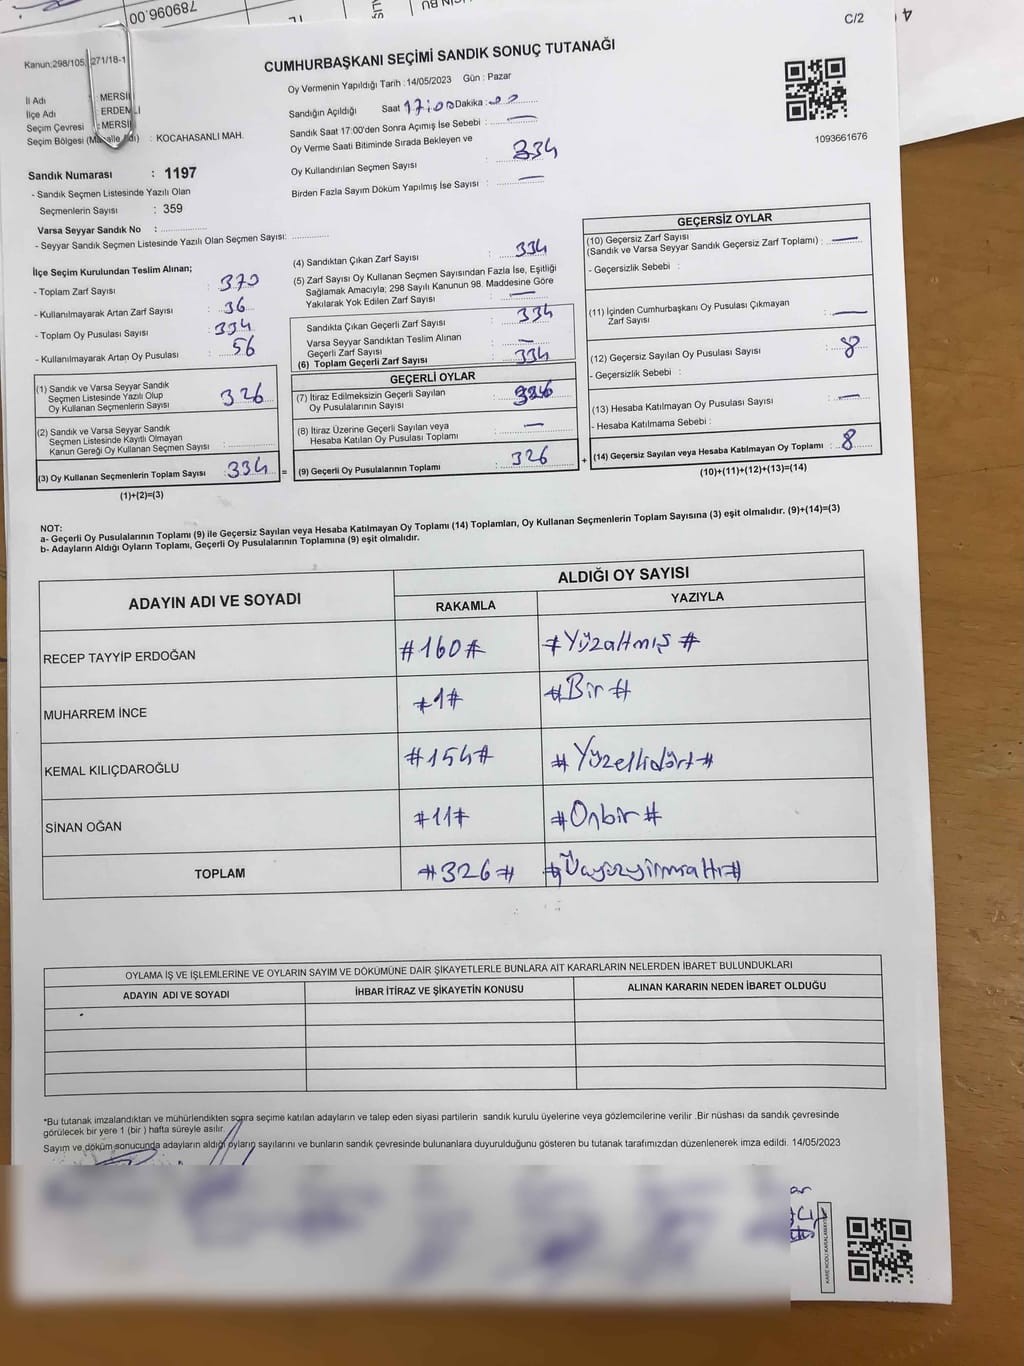 789096.00
C/2
Kanun:298/105, 271/18-1
CUMHURBAŞKANI SEÇİMİ SANDIK SONUÇ TUTANAĞI
Oy Vermenin Yapıldığı Tarih : 14/05/2023 Gün : Pazar
İl Adı : MERSİ
İlçe Adı ERDEMLİ
Seçim Çevresi : MERSİ
Seçim Bölgesi : KOCAHASANLI MAH.
Sandığın Açıldığı Saat 17:00 Dakika : 00
Sandık Saat 17:00'den Sonra Açımış İse Sebebi : —
Oy Verme Saati Bitiminde Sırada Bekleyen ve
Oy Kullandırılan Seçmen Sayısı : 334
Birden Fazla Sayım Döküm Yapılmış İse Sayısı : —
1093661676
Sandık Numarası : 1197
- Sandık Seçmen Listesinde Yazılı Olan
Seçmenlerin Sayısı : 359
Varsa Seyyar Sandık No :
- Seyyar Sandık Seçmen Listesinde Yazılı Olan Seçmen Sayısı:
İlçe Seçim Kurulundan Teslim Alınan;
- Toplam Zarf Sayısı : 370
- Kullanılmayarak Artan Zarf Sayısı : 36
- Toplam Oy Pusulası Sayısı : 334
- Kullanılmayarak Artan Oy Pusulası : 56
(1) Sandık ve Varsa Seyyar Sandık
Seçmen Listesinde Yazılı Olup
Oy Kullanan Seçmenlerin Sayısı : 326
(2) Sandık ve Varsa Seyyar Sandık
Seçmen Listesinde Kayıtlı Olmayan
Kanun Gereği Oy Kullanan Seçmen Sayısı :
(3) Oy Kullanan Seçmenlerin Toplam Sayısı : 334 =
(1)+(2)=(3)
(4) Sandıktan Çıkan Zarf Sayısı : 334
(5) Zarf Sayısı Oy Kullanan Seçmen Sayısından Fazla İse, Eşitliği
Sağlamak Amacıyla; 298 Sayılı Kanunun 98. Maddesine Göre
Yakılarak Yok Edilen Zarf Sayısı : —
Sandıkta Çıkan Geçerli Zarf Sayısı : 334
Varsa Seyyar Sandıktan Teslim Alınan
Geçerli Zarf Sayısı : —
(6) Toplam Geçerli Zarf Sayısı : 334
GEÇERLİ OYLAR
(7) İtiraz Edilmeksizin Geçerli Sayılan
Oy Pusulalarının Sayısı : 326
(8) İtiraz Üzerine Geçerli Sayılan veya
Hesaba Katılan Oy Pusulası Toplamı : —
(9) Geçerli Oy Pusulalarının Toplamı : 326 +
GEÇERSİZ OYLAR
(10) Geçersiz Zarf Sayısı
(Sandık ve Varsa Seyyar Sandık Geçersiz Zarf Toplamı) : —
- Geçersizlik Sebebi :
(11) İçinden Cumhurbaşkanı Oy Pusulası Çıkmayan
Zarf Sayısı : —
(12) Geçersiz Sayılan Oy Pusulası Sayısı : 8
- Geçersizlik Sebebi :
(13) Hesaba Katılmayan Oy Pusulası Sayısı : —
- Hesaba Katılmama Sebebi :
(14) Geçersiz Sayılan veya Hesaba Katılmayan Oy Toplamı : 8
(10)+(11)+(12)+(13)=(14)
NOT:
a- Geçerli Oy Pusulalarının Toplamı (9) ile Geçersiz Sayılan veya Hesaba Katılmayan Oy Toplamı (14) Toplamları, Oy Kullanan Seçmenlerin Toplam Sayısına (3) eşit olmalıdır. (9)+(14)=(3)
b- Adayların Aldığı Oyların Toplamı, Geçerli Oy Pusulalarının Toplamına (9) eşit olmalıdır.
ADAYIN ADI VE SOYADI
ALDIĞI OY SAYISI
RAKAMLA YAZIYLA
RECEP TAYYİP ERDOĞAN #160# #Yüzaltmış#
MUHARREM İNCE #1# #Bir#
KEMAL KILIÇDAROĞLU #154# #Yüzellidört#
SİNAN OĞAN #11# #Onbir#
TOPLAM #326# #Üçyüzyirmialtı#
OYLAMA İŞ VE İŞLEMLERİNE VE OYLARIN SAYIM VE DÖKÜMÜNE DAİR ŞİKAYETLERLE BUNLARA AİT KARARLARIN NELERDEN İBARET BULUNDUKLARI
ADAYIN ADI VE SOYADI İHBAR İTİRAZ VE ŞİKAYETİN KONUSU ALINAN KARARIN NEDEN İBARET OLDUĞU
*Bu tutanak imzalandıktan ve mühürlendikten sonra seçime katılan adayların ve talep eden siyasi partilerin sandık kurulu üyelerine veya gözlemcilerine verilir .Bir nüshası da sandık çevresinde
görülecek bir yere 1 (bir ) hafta süreyle asılır.
Sayım ve döküm sonucunda adayların aldığı oyların sayılarını ve bunların sandık çevresinde bulunanlara duyurulduğunu gösteren bu tutanak tarafımızdan düzenlenerek imza edildi. 14/05/2023